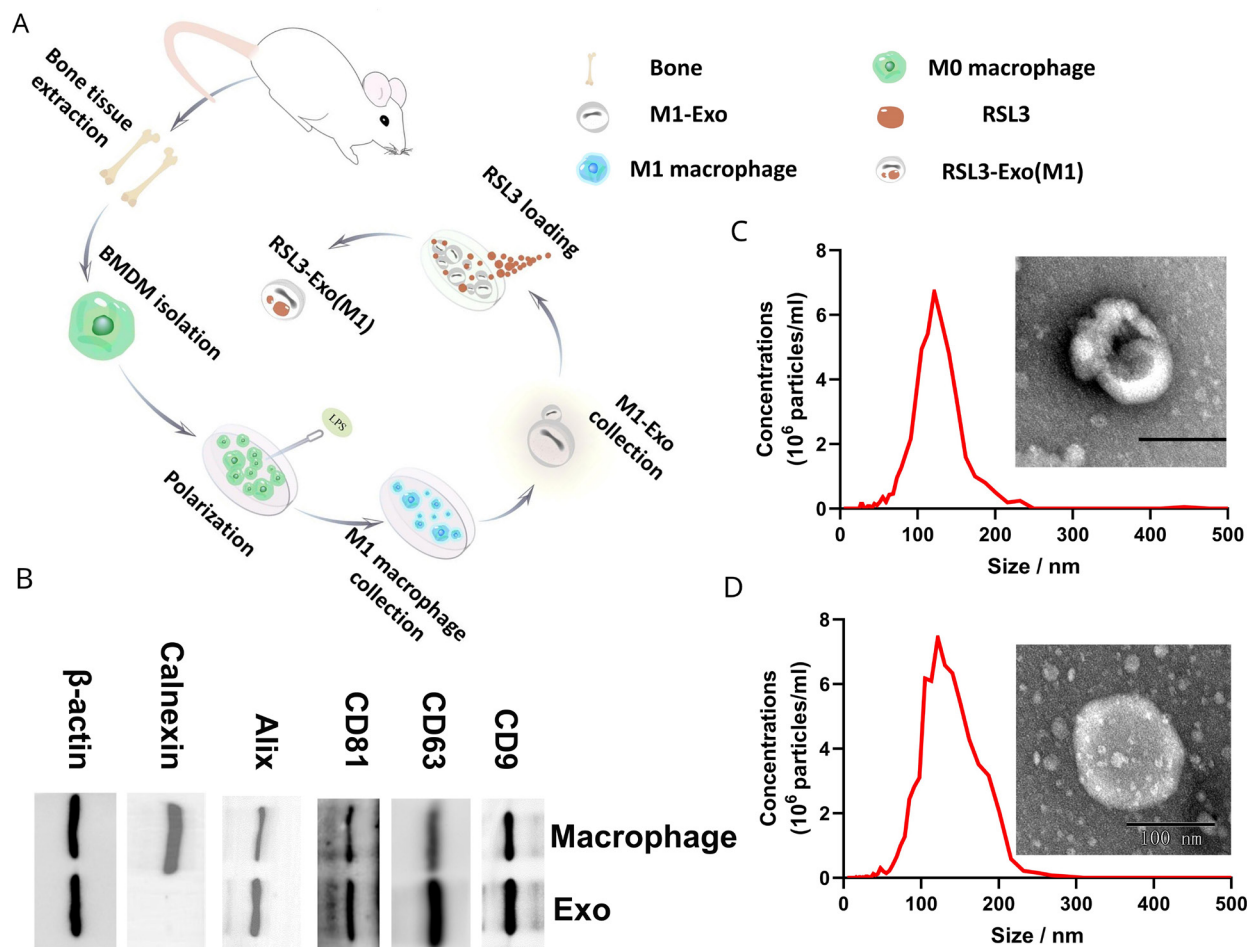 A
Bone tissue
extraction
BMDM isolation
Polarization
LPS
M1 macrophage
collection
M1-Exo
collection
RSL3 loading
RSL3-Exo(M1)
Bone
M0 macrophage
M1-Exo
RSL3
M1 macrophage
RSL3-Exo(M1)
B
β-actin
Calnexin
Alix
CD81
CD63
CD9
Macrophage
Exo
C
Concentrations
(10⁶ particles/ml)
8
6
4
2
0
0 100 200 300 400 500
Size / nm
D
Concentrations
(10⁶ particles/ml)
8
6
4
2
0
0 100 200 300 400 500
Size / nm
100 nm